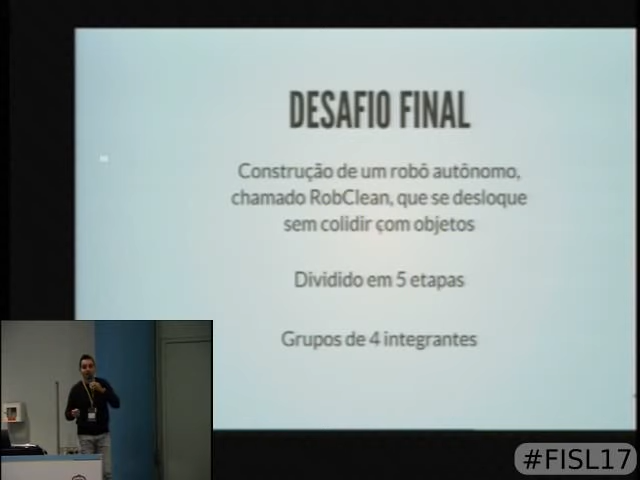 DESAFIO FINAL
Construção de um robô autônomo,
chamado RobClean, que se desloque
sem colidir com objetos
Dividido em 5 etapas
Grupos de 4 integrantes
#FISL17